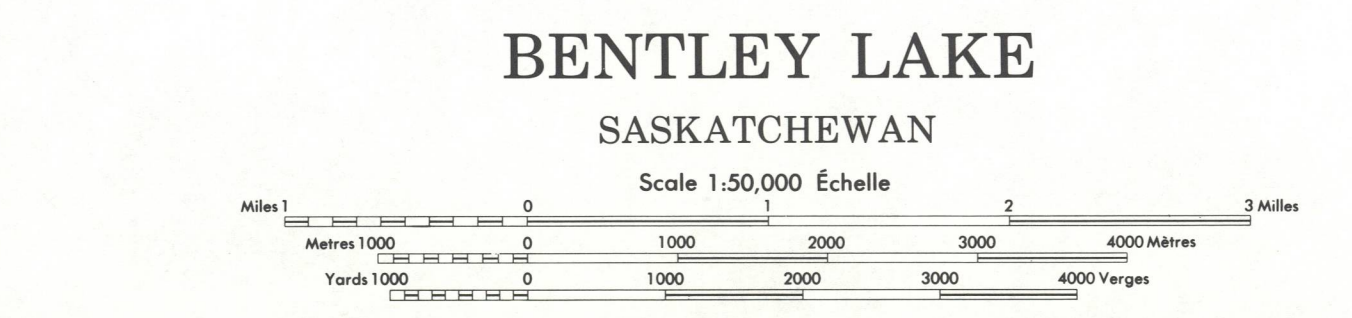 BENTLEY LAKE
SASKATCHEWAN
Scale 1:50,000 Échelle
Miles 1 0 1 2 3 Milles
Metres 1000 0 1000 2000 3000 4000 Mètres
Yards 1000 0 1000 2000 3000 4000 Verges